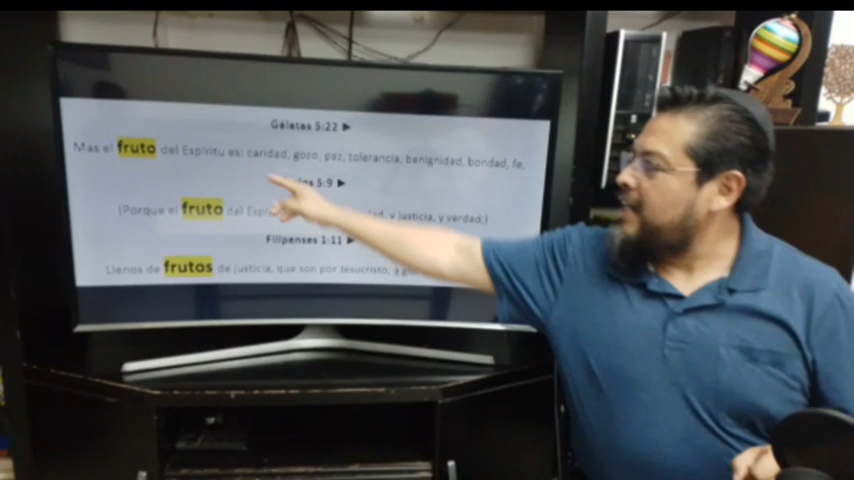 Gálatas 5:22 ▶
Mas el fruto del Espíritu es: caridad, gozo, paz, tolerancia, benignidad, bondad, fe,
5:9 ▶
(Porque el fruto del y justicia, y verdad;)
Filipenses 1:11 ▶
Llenos de frutos de justicia, que son por Jesucristo,